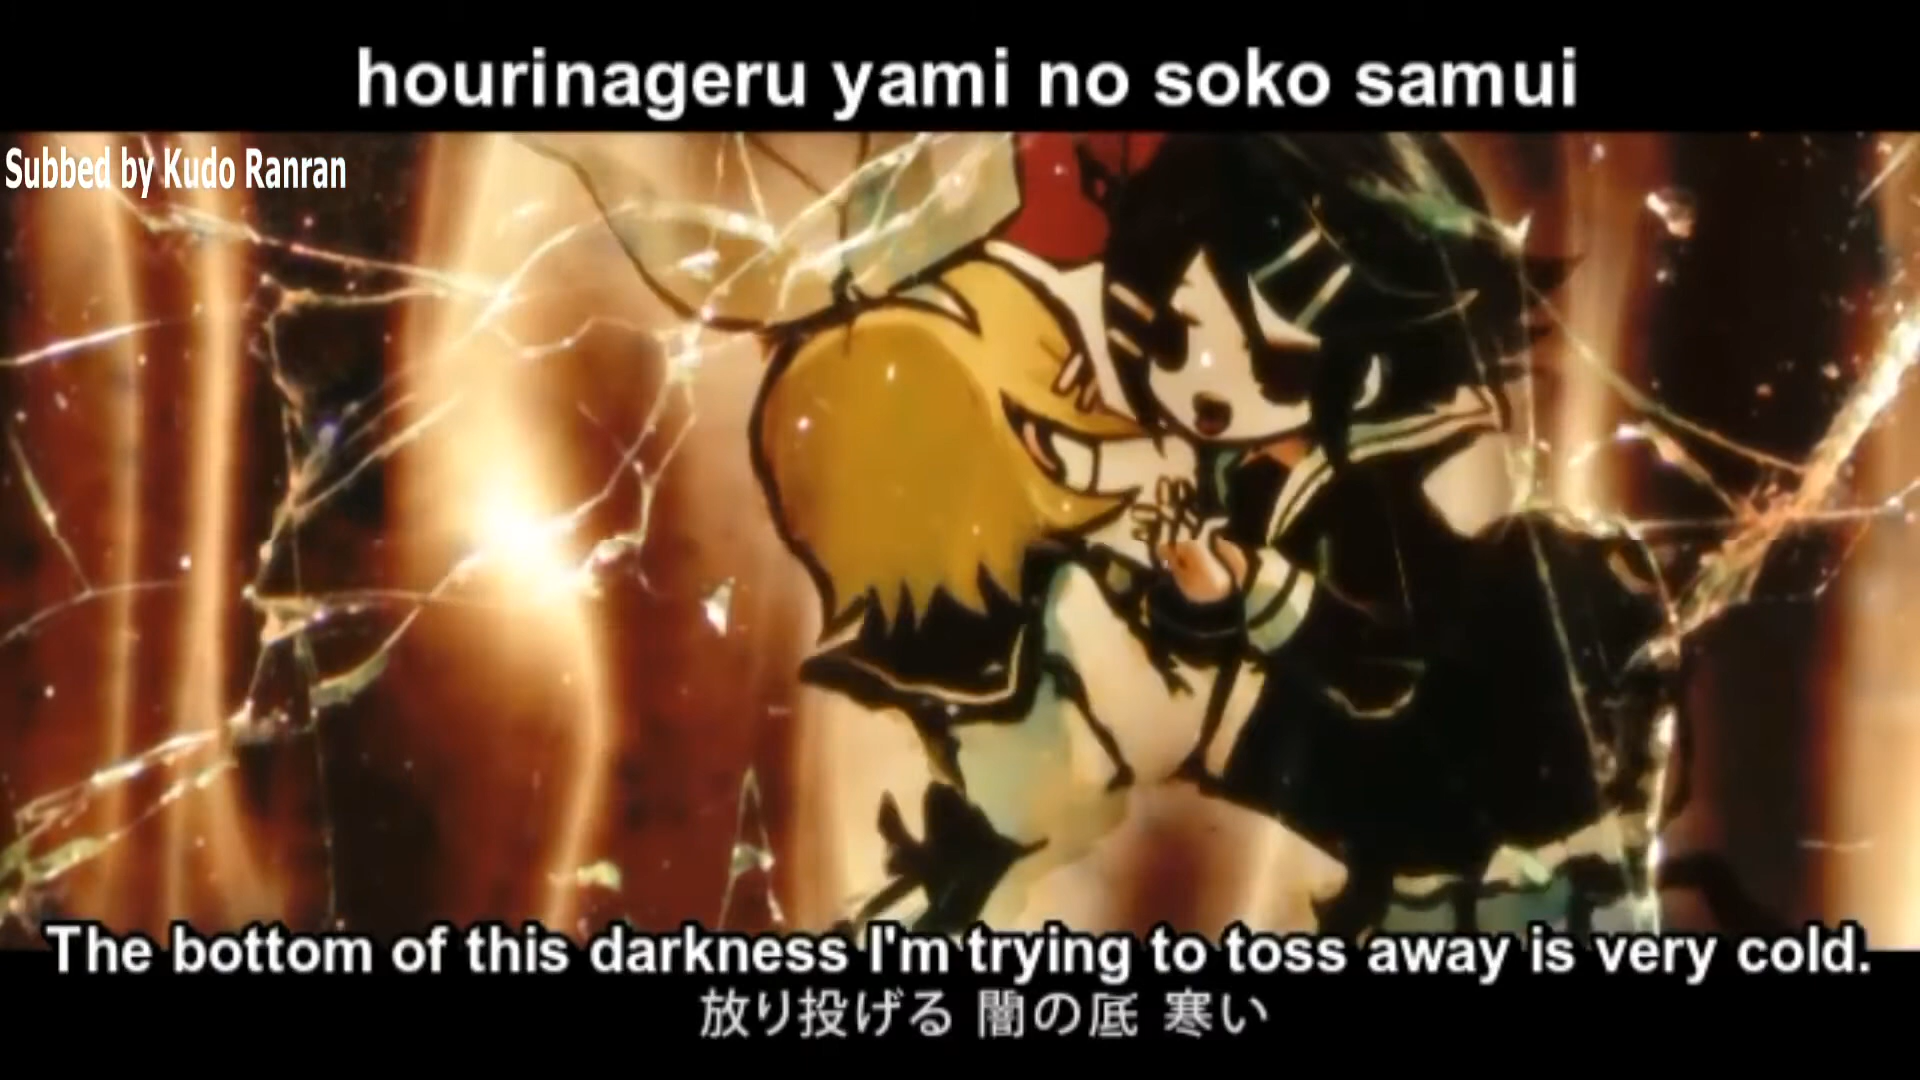 hourinageru yami no soko samui
Subbed by Kudo Ranran
The bottom of this darkness I'm trying to toss away is very cold.
放り投げる 闇の底 寒い